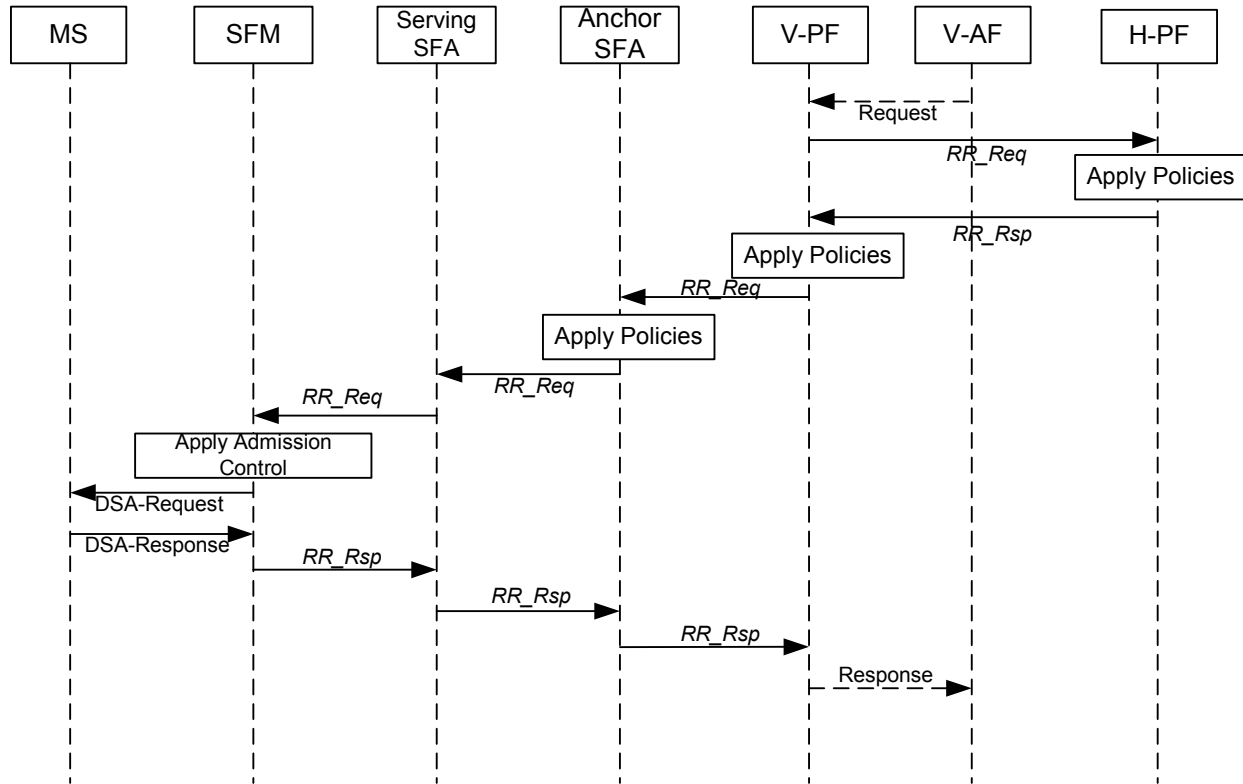 MS
SFM
Serving
SFA
Anchor
SFA
V-PF
V-AF
H-PF
Request
RR_Req
Apply Policies
RR_Rsp
Apply Policies
RR_Req
Apply Policies
RR_Req
RR_Req
Apply Admission
Control
DSA-Request
DSA-Response
RR_Rsp
RR_Rsp
RR_Rsp
Response